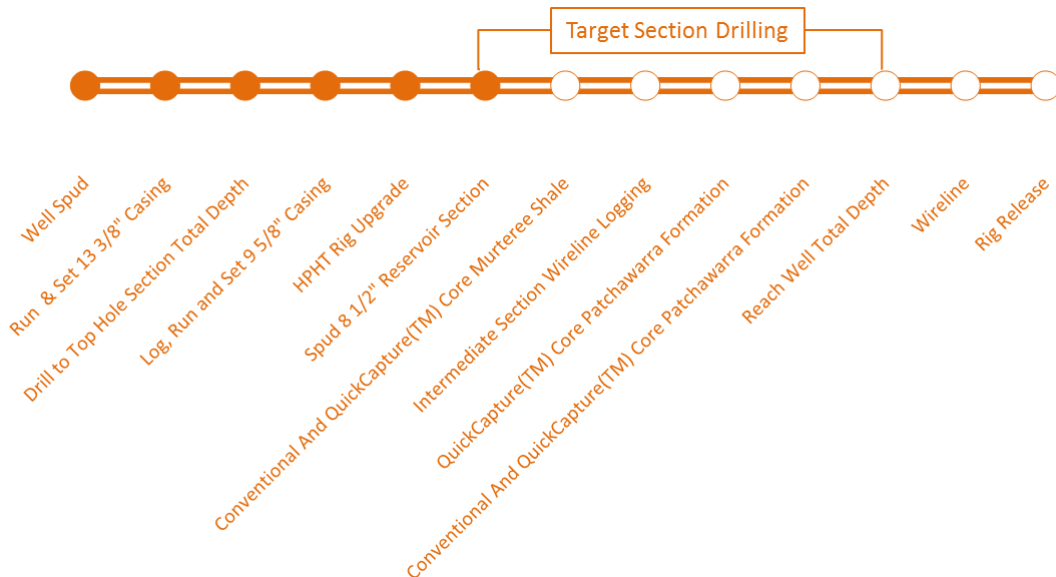 Target Section Drilling
Well Spud
Run & Set 13 3/8" Casing
Drill to Top Hole Section Total Depth
Log, Run and Set 9 5/8" Casing
HPHT Rig Upgrade
Spud 8 1/2" Reservoir Section
Conventional And QuickCapture(TM) Core Murteree Shale
Intermediate Section Wireline Logging
QuickCapture(TM) Core Patchawarra Formation
Conventional And QuickCapture(TM) Core Patchawarra Formation
Reach Well Total Depth
Wireline
Rig Release